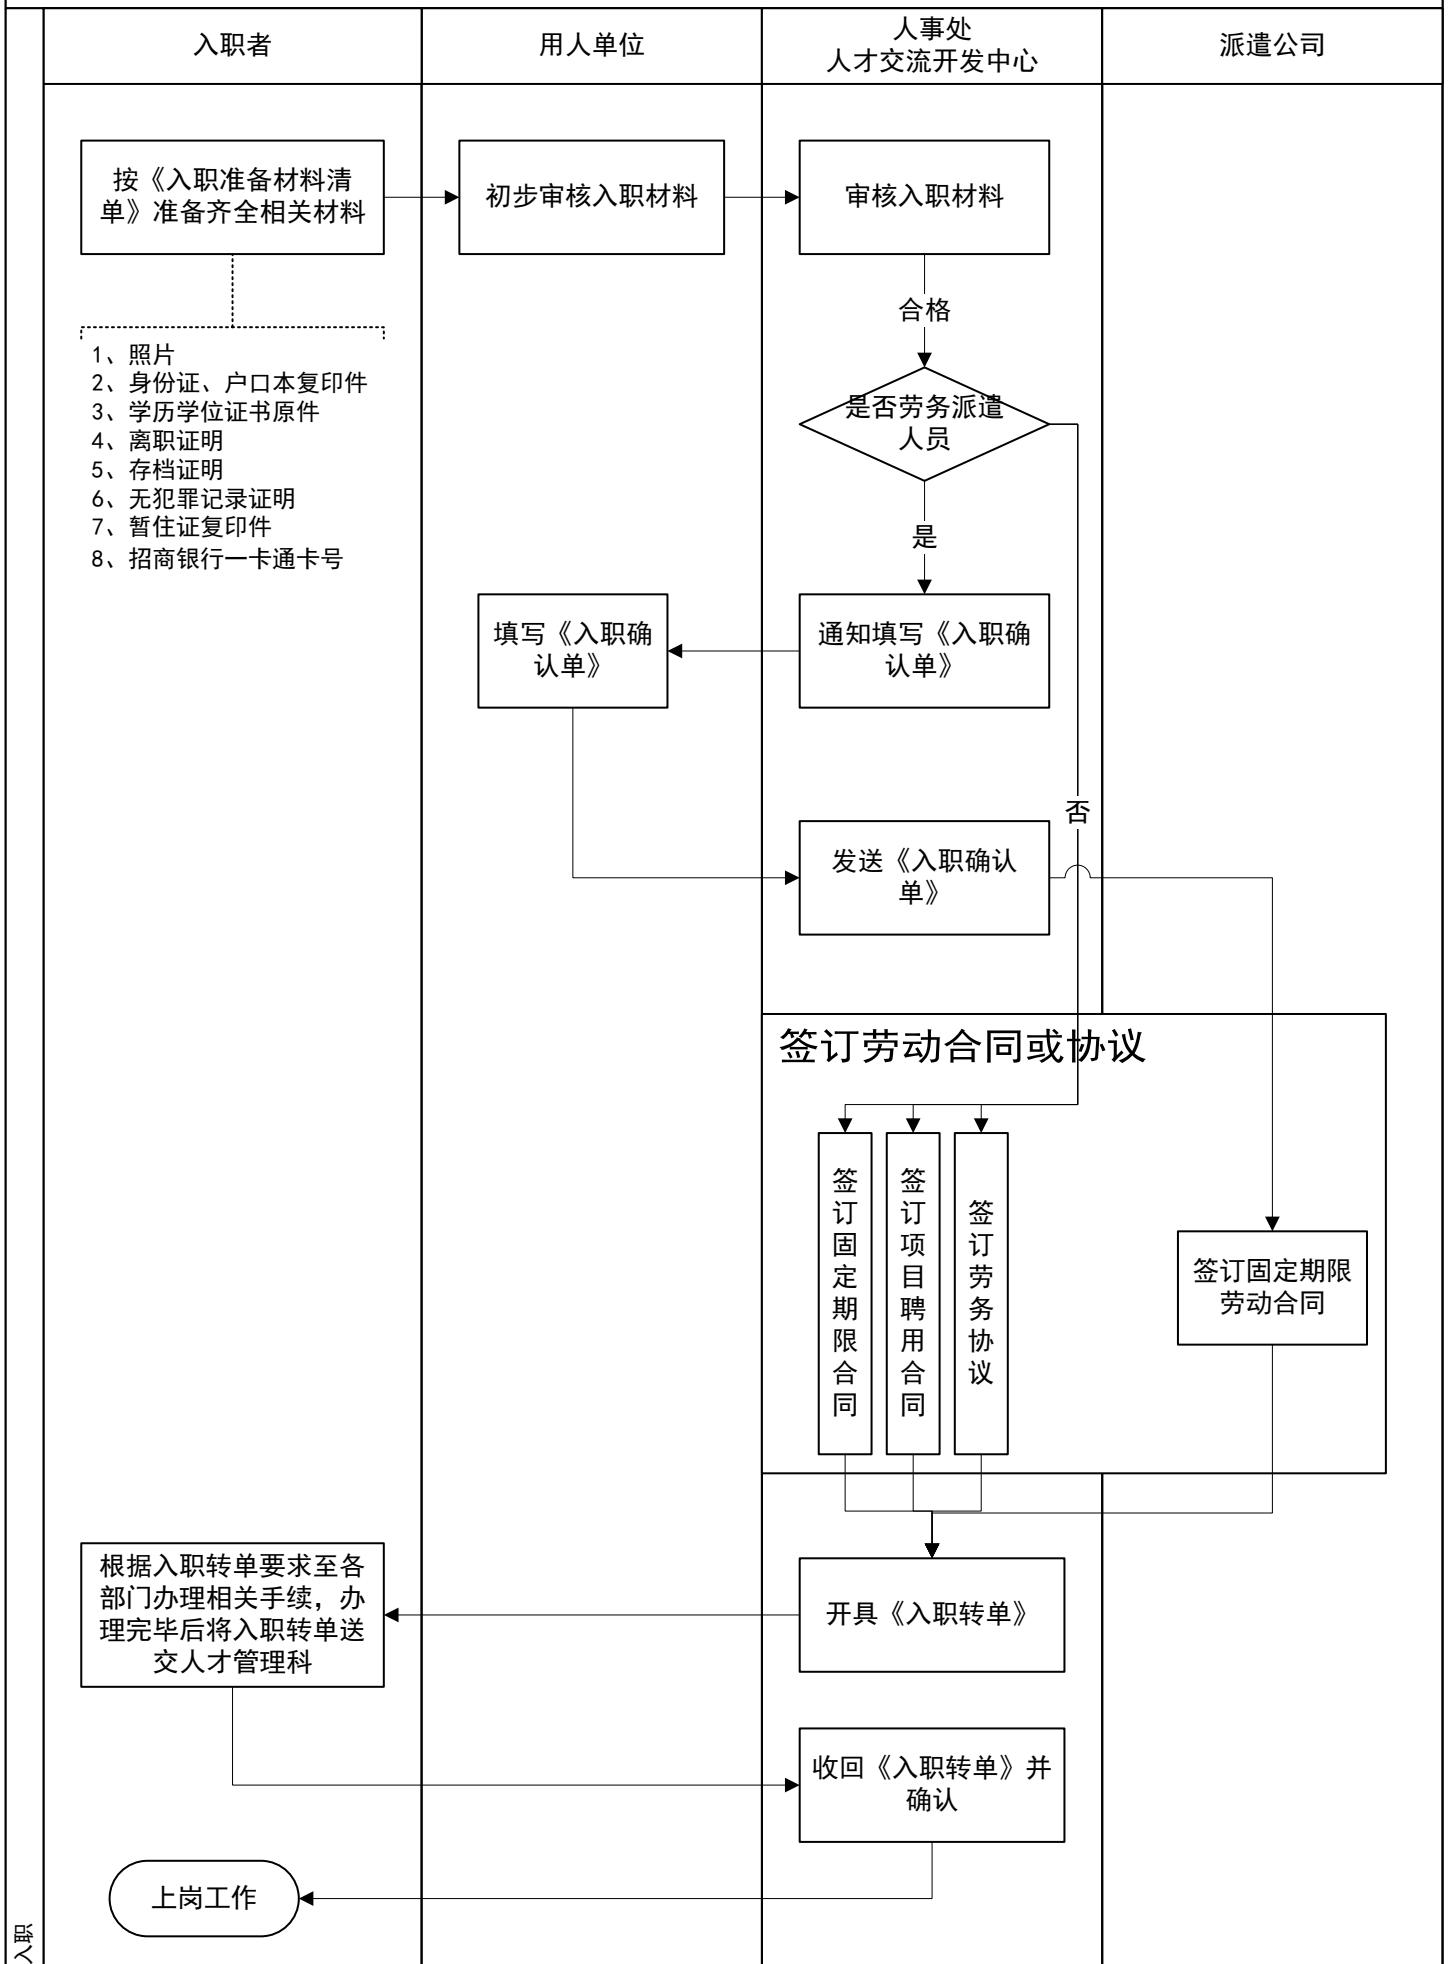 入职者
用人单位
人事处
人才交流开发中心
派遣公司
按《入职准备材料清
单》准备齐全相关材料
初步审核入职材料
审核入职材料
合格
1、照片
2、身份证、户口本复印件
3、学历学位证书原件
4、离职证明
5、存档证明
6、无犯罪记录证明
7、暂住证复印件
8、招商银行一卡通卡号
是否劳务派遣
人员
是
填写《入职确
认单》
通知填写《入职确
认单》
否
发送《入职确认
单》
签订劳动合同或协议
签订固定期限合同
签订项目聘用合同
签订劳务协议
签订固定期限
劳动合同
根据入职转单要求至各
部门办理相关手续，办
理完毕后将入职转单送
交人才管理科
开具《入职转单》
收回《入职转单》并
确认
上岗工作
入职